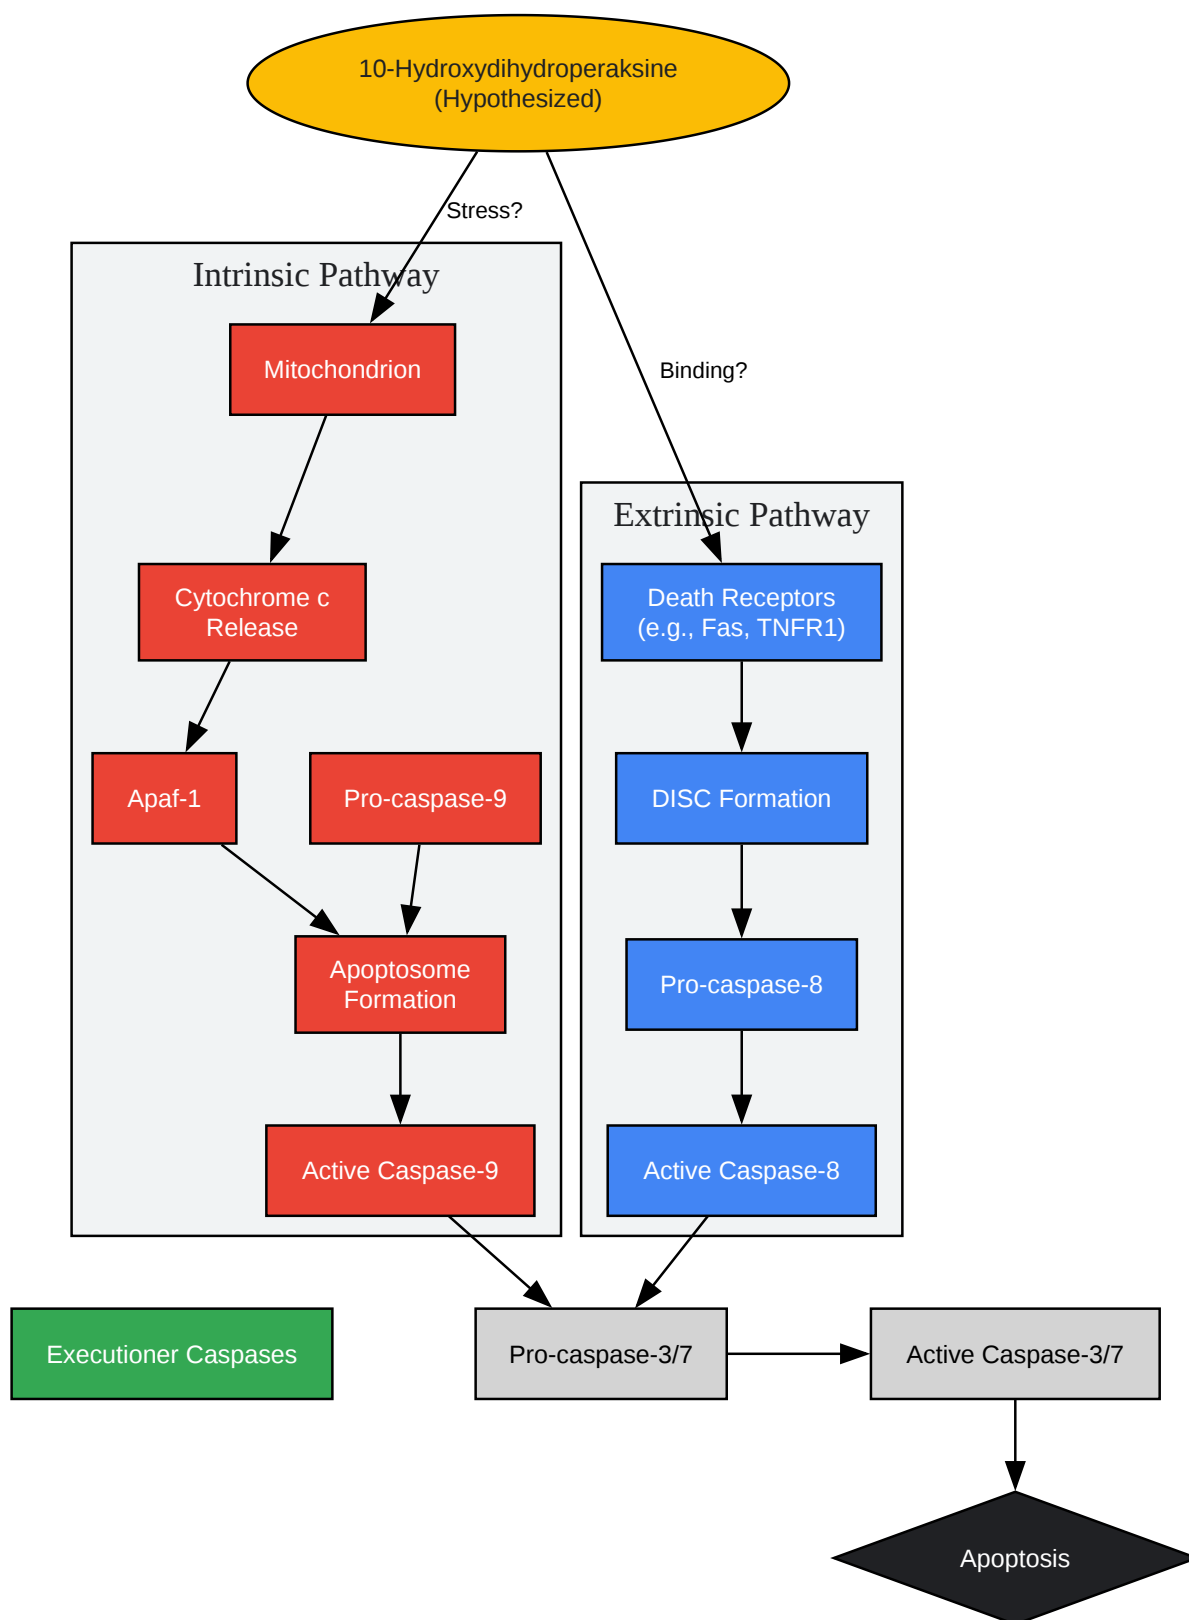 10-Hydroxydihydroperaksine
(Hypothesized)
Stress?
Intrinsic Pathway
Mitochondrion
Binding?
Extrinsic Pathway
Cytochrome c
Release
Death Receptors
(e.g., Fas, TNFR1)
Apaf-1
Pro-caspase-9
DISC Formation
Apoptosome
Formation
Pro-caspase-8
Active Caspase-9
Active Caspase-8
Executioner Caspases
Pro-caspase-3/7
Active Caspase-3/7
Apoptosis